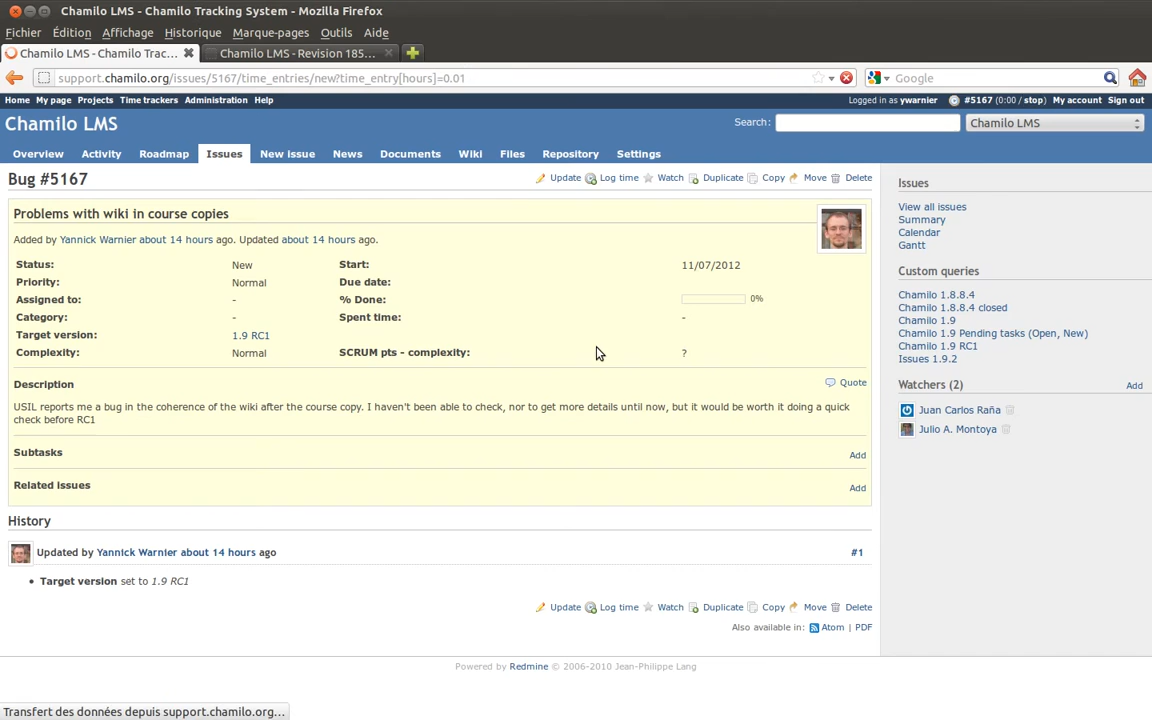 Chamilo LMS - Chamilo Tracking System - Mozilla Firefox
Fichier Édition Affichage Historique Marque-pages Outils Aide
Chamilo LMS - Chamilo Trac... Chamilo LMS - Revision 185...
support.chamilo.org/issues/5167/time_entries/new?time_entry[hours]=0.01 Google
Home My page Projects Time trackers Administration Help Logged in as ywarnier #5167 (0:00 / stop) My account Sign out
Chamilo LMS Search: Chamilo LMS
Overview Activity Roadmap Issues New issue News Documents Wiki Files Repository Settings
Bug #5167 Update Log time Watch Duplicate Copy Move Delete
Problems with wiki in course copies
Added by Yannick Warnier about 14 hours ago. Updated about 14 hours ago.
Status: New Start: 11/07/2012
Priority: Normal Due date:
Assigned to: - % Done: 0%
Category: - Spent time: -
Target version: 1.9 RC1
Complexity: Normal SCRUM pts - complexity: ?
Description Quote
USIL reports me a bug in the coherence of the wiki after the course copy. I haven't been able to check, nor to get more details until now, but it would be worth it doing a quick
check before RC1
Subtasks Add
Related issues Add
History
Updated by Yannick Warnier about 14 hours ago #1
• Target version set to 1.9 RC1
Update Log time Watch Duplicate Copy Move Delete
Also available in: Atom | PDF
Issues
View all issues
Summary
Calendar
Gantt
Custom queries
Chamilo 1.8.8.4
Chamilo 1.8.8.4 closed
Chamilo 1.9
Chamilo 1.9 Pending tasks (Open, New)
Chamilo 1.9 RC1
Issues 1.9.2
Watchers (2) Add
Juan Carlos Raña
Julio A. Montoya
Powered by Redmine © 2006-2010 Jean-Philippe Lang
Transfert des données depuis support.chamilo.org...